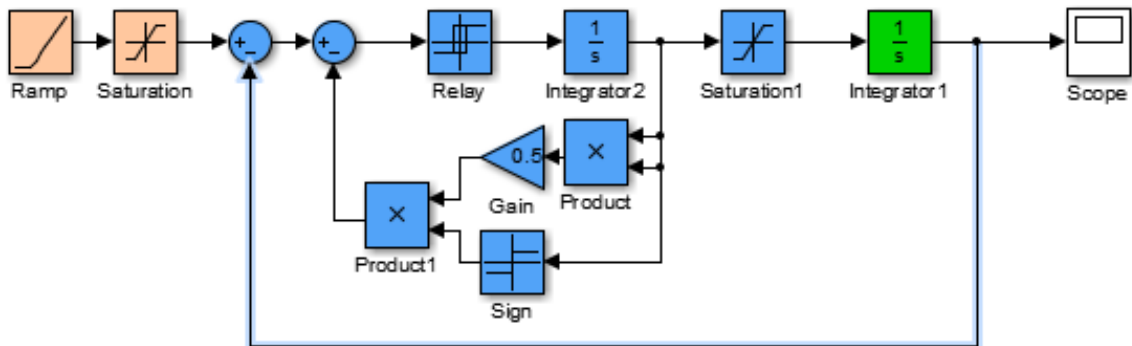 +
−
+
−
1
s
1
s
Ramp
Saturation
Relay
Integrator2
Saturation1
Integrator1
Scope
0.5
×
Gain
Product
×
Product1
Sign